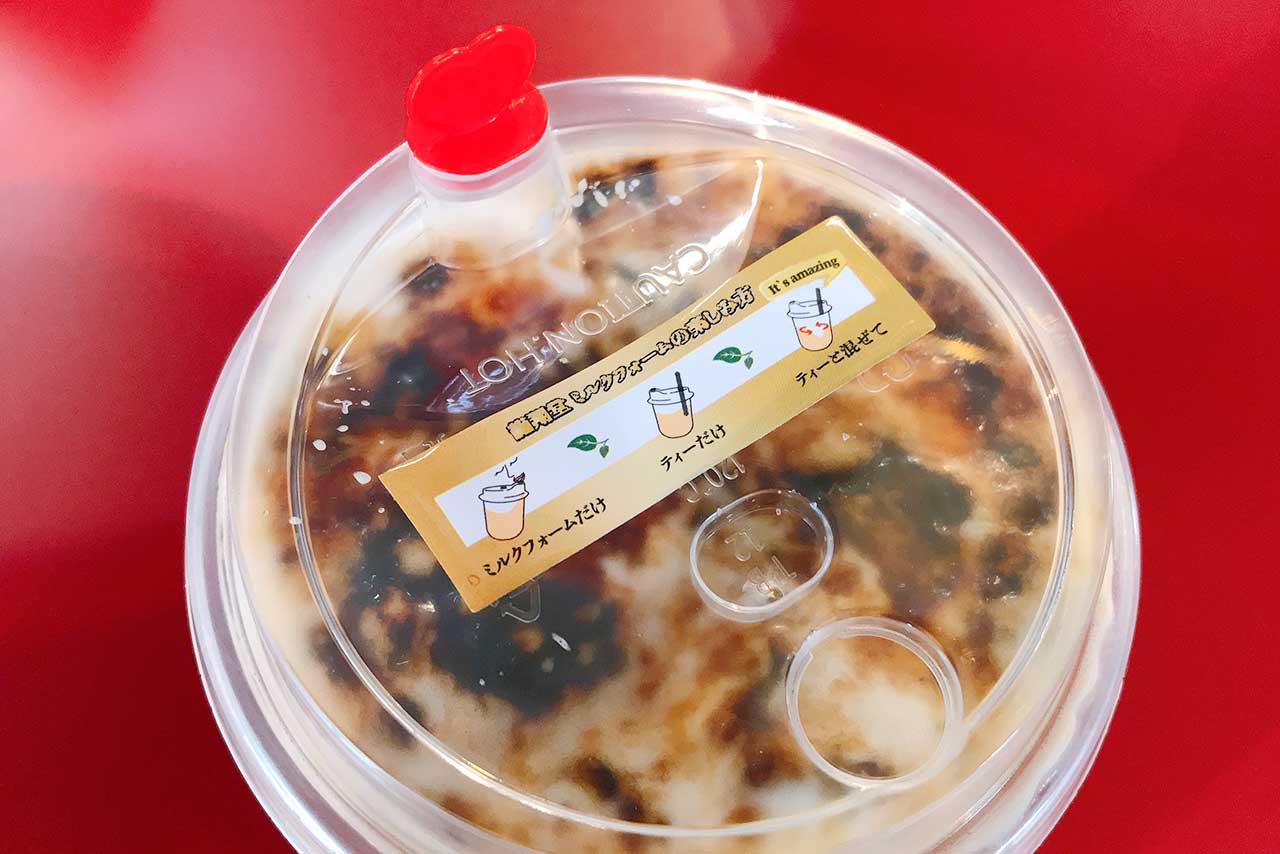 ミルクフォームの楽しみ方
It's amazing
ミルクフォームだけ
ティーだけ
ティーと混ぜて
CAUTION:HOT
120